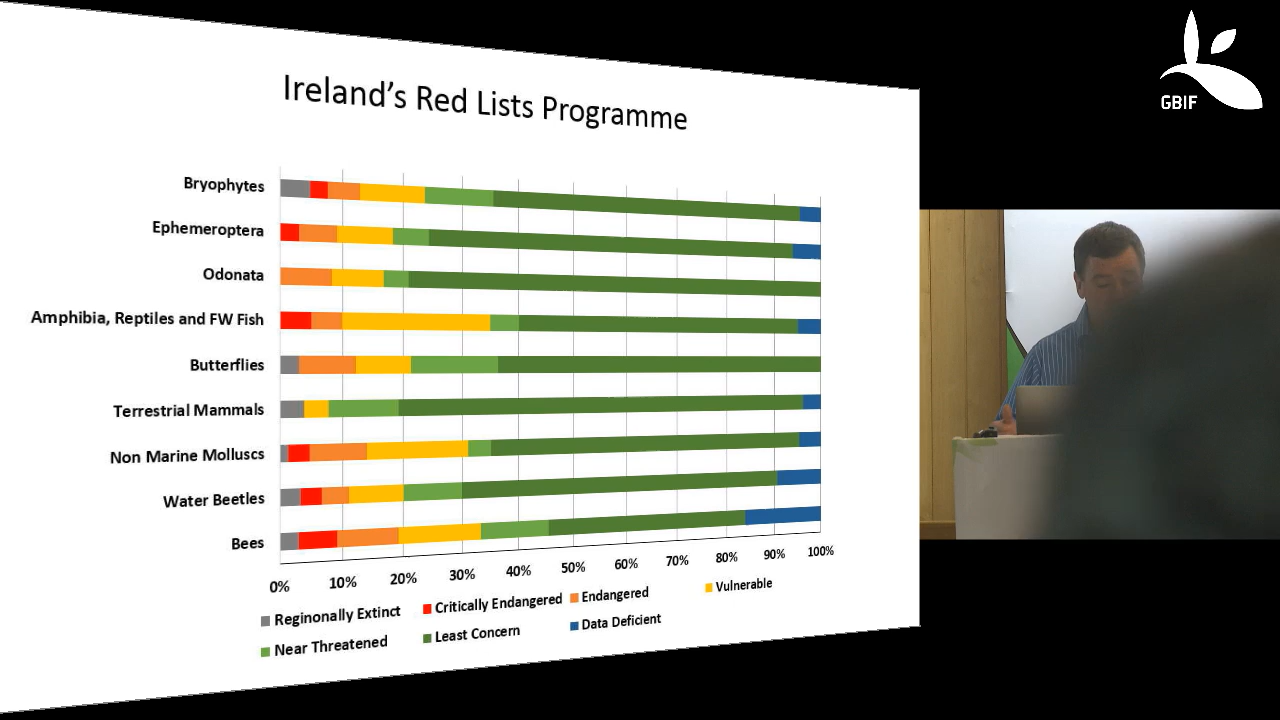 Ireland's Red Lists Programme
Bryophytes
Ephemeroptera
Odonata
Amphibia, Reptiles and FW Fish
Butterflies
Terrestrial Mammals
Non Marine Molluscs
Water Beetles
Bees
0% 10% 20% 30% 40% 50% 60% 70% 80% 90% 100%
Reginonally Extinct Critically Endangered Endangered Vulnerable
Near Threatened Least Concern Data Deficient
GBIF